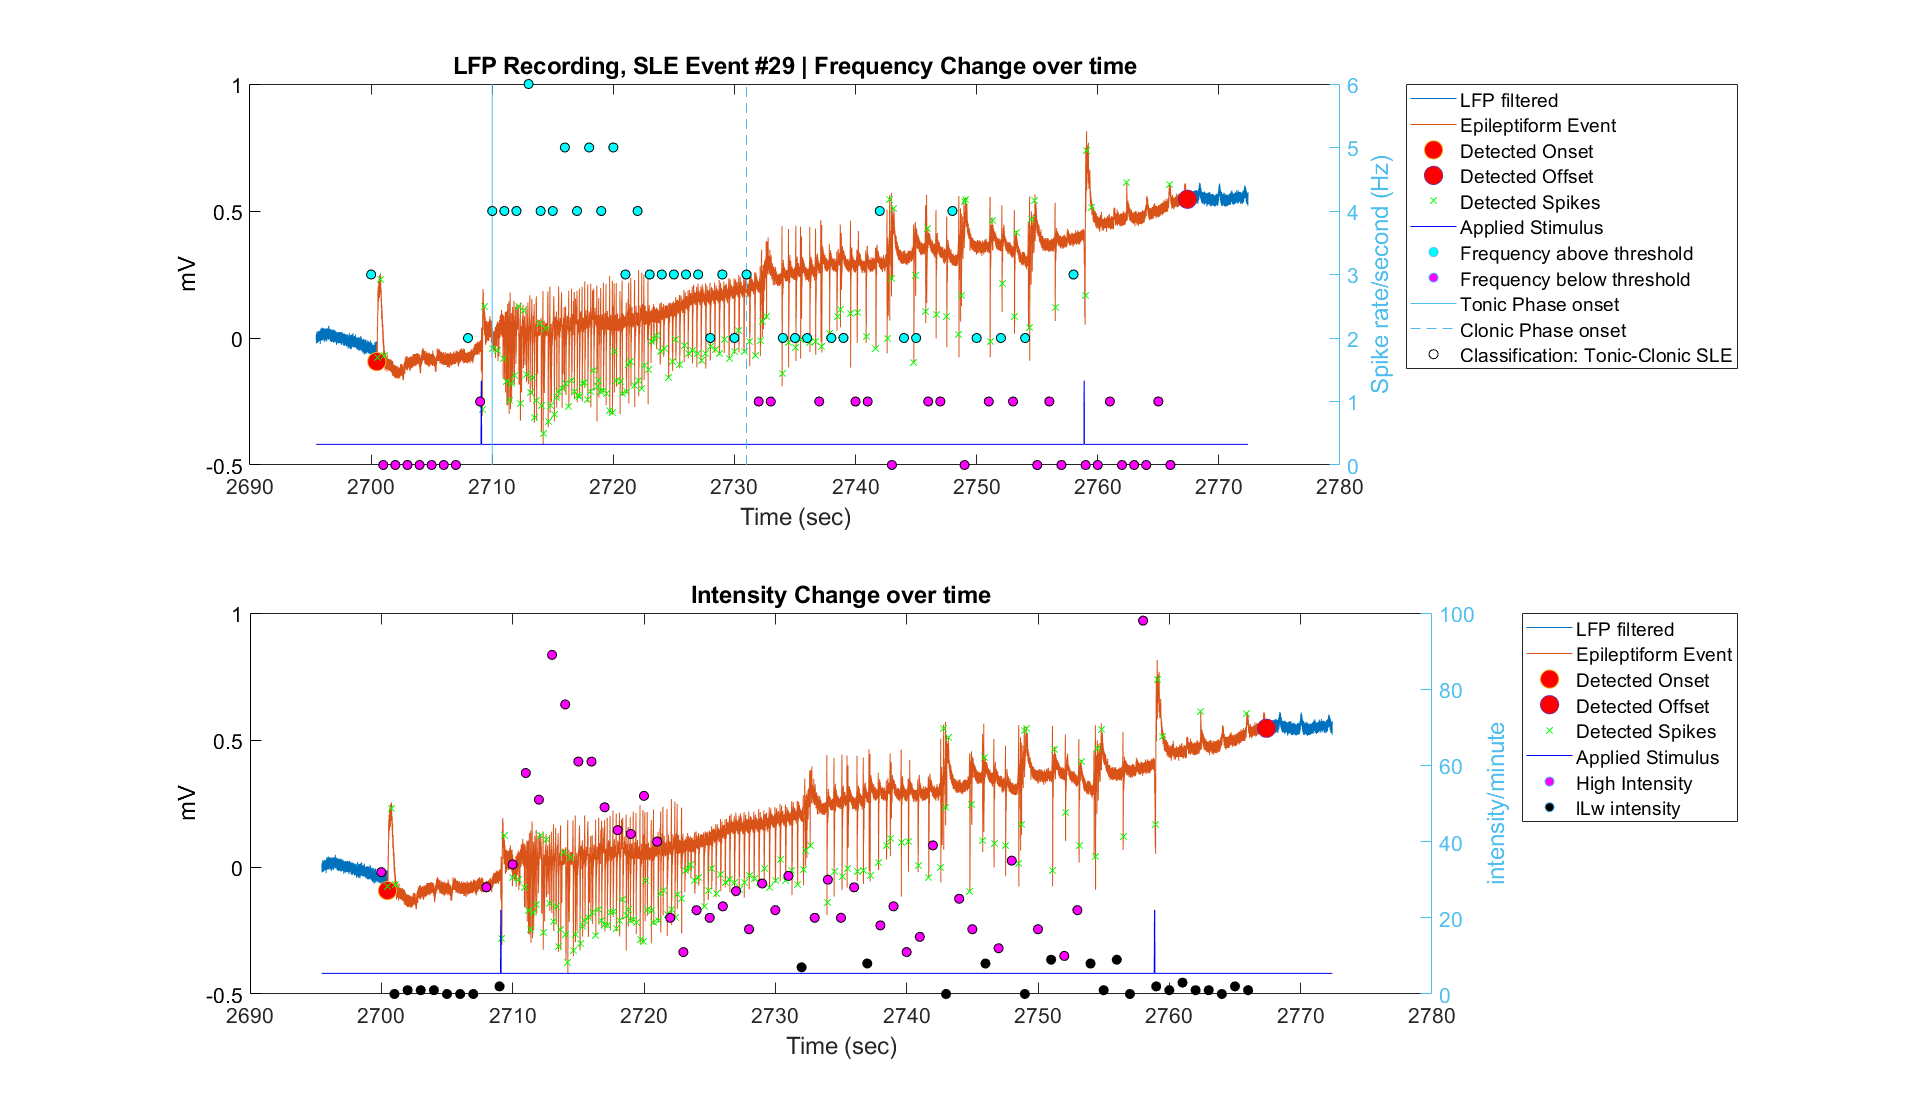 LFP Recording, SLE Event #29 | Frequency Change over time
1
0.5
0
-0.5
mV
2690 2700 2710 2720 2730 2740 2750 2760 2770 2780
Time (sec)
6
5
4
3
2
1
0
Spike rate/second (Hz)
LFP filtered
Epileptiform Event
Detected Onset
Detected Offset
Detected Spikes
Applied Stimulus
Frequency above threshold
Frequency below threshold
Tonic Phase onset
Clonic Phase onset
Classification: Tonic-Clonic SLE
Intensity Change over time
1
0.5
0
-0.5
mV
2690 2700 2710 2720 2730 2740 2750 2760 2770 2780
Time (sec)
100
80
60
40
20
0
intensity/minute
LFP filtered
Epileptiform Event
Detected Onset
Detected Offset
Detected Spikes
Applied Stimulus
High Intensity
lLw intensity